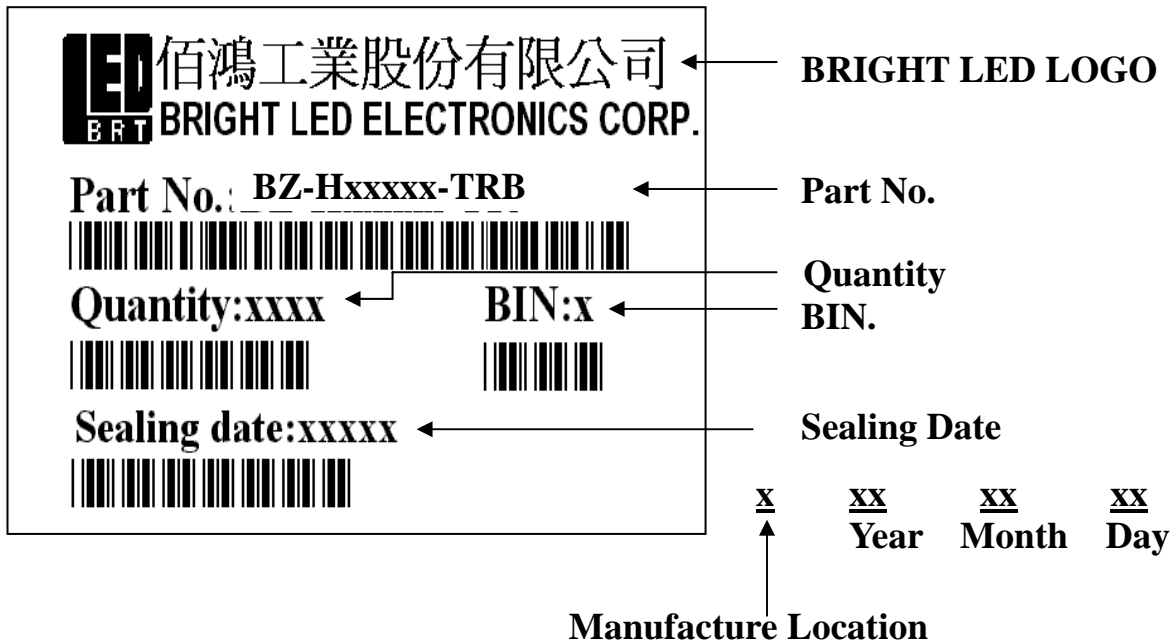 LED 佰鴻工業股份有限公司 BRIGHT LED LOGO
BRT BRIGHT LED ELECTRONICS CORP.
Part No.: BZ-Hxxxxx-TRB Part No.
Quantity
Quantity:xxxx BIN:x BIN.
Sealing date:xxxxx Sealing Date
x xx xx xx
Year Month Day
Manufacture Location